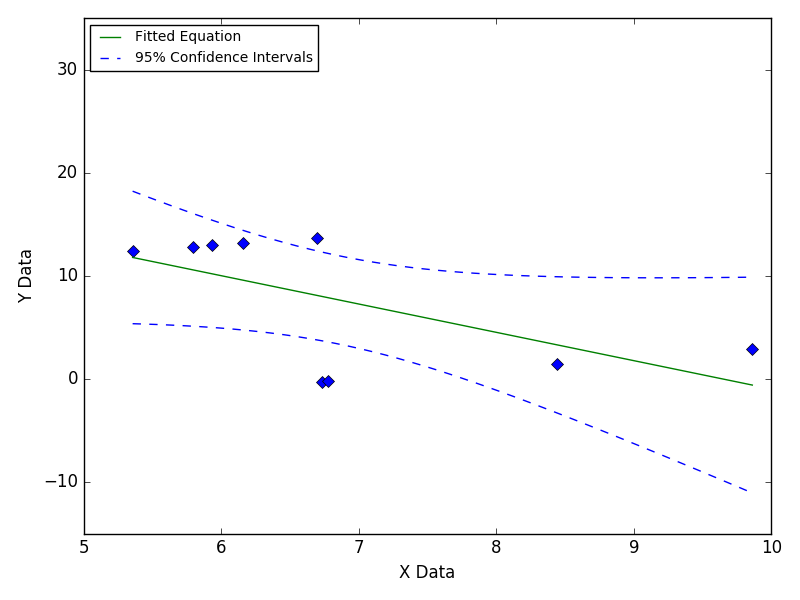 Fitted Equation
95% Confidence Intervals
30
20
10
0
−10
Y Data
5 6 7 8 9 10
X Data